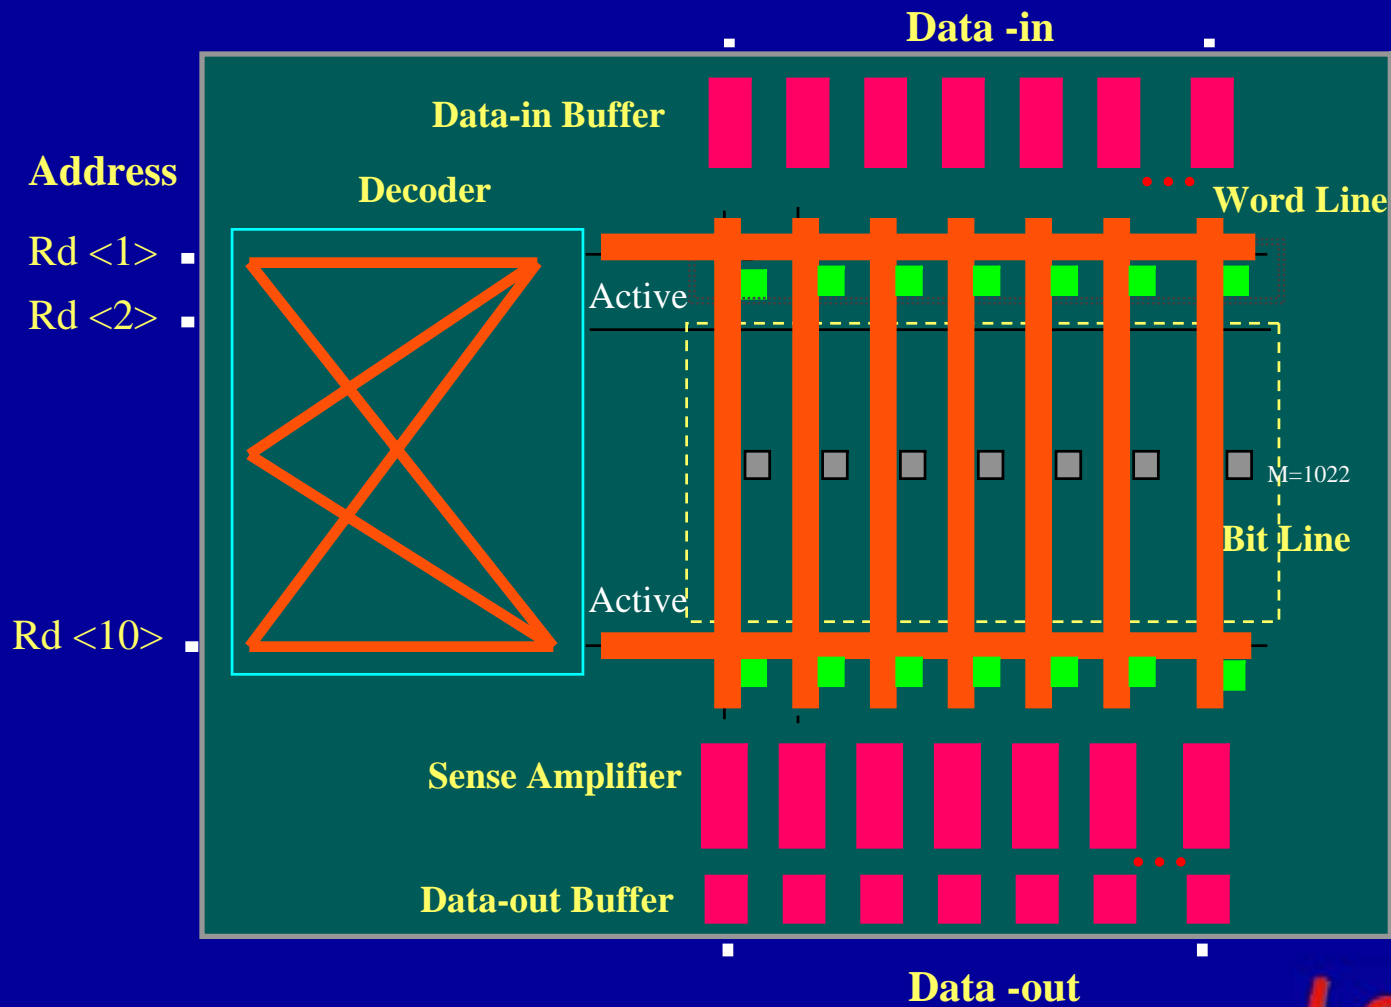 Data -in
Data-in Buffer
Address
Decoder
Word Line
Rd <1>
Active
Rd <2>
M=1022
Bit Line
Active
Rd <10>
Sense Amplifier
Data-out Buffer
Data -out